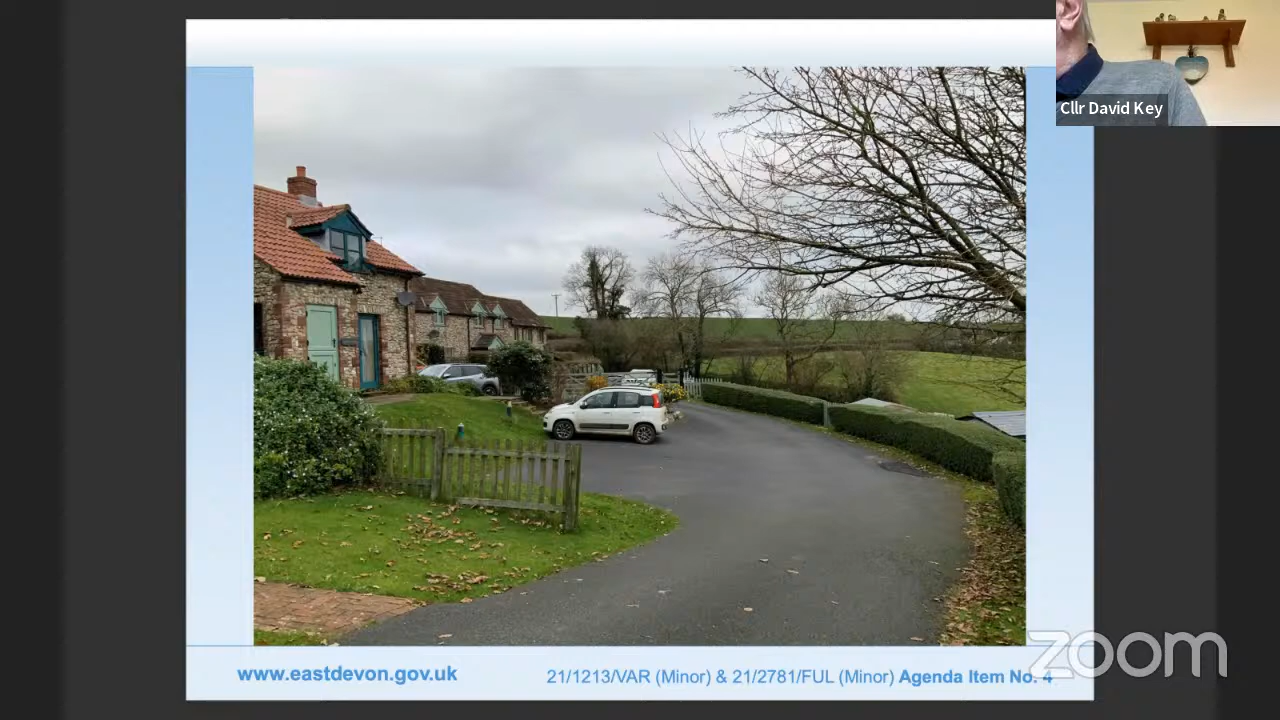 Cllr David Key
www.eastdevon.gov.uk
21/1213/VAR (Minor) & 21/2781/FUL (Minor) Agenda Item No. 4
zoom